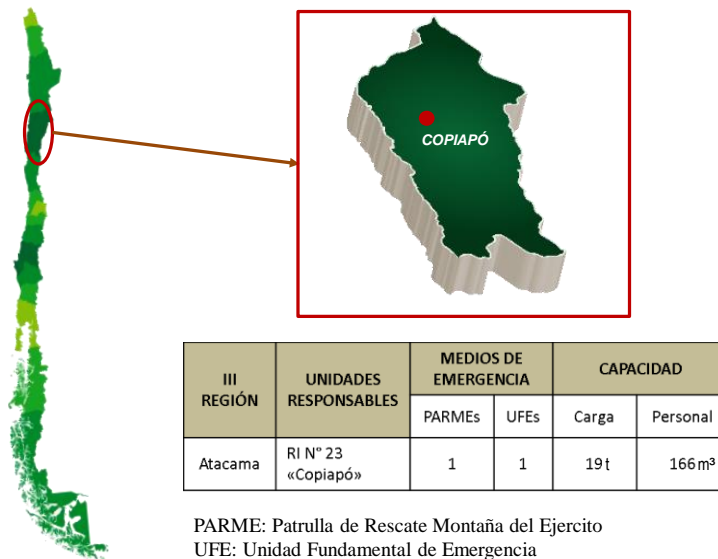 COPIAPÓ
III REGIÓN
UNIDADES RESPONSABLES
MEDIOS DE EMERGENCIA
CAPACIDAD
PARMEs
UFEs
Carga
Personal
Atacama
RI N° 23 «Copiapó»
1
1
19 t
166 m³
PARME: Patrulla de Rescate Montaña del Ejercito
UFE: Unidad Fundamental de Emergencia